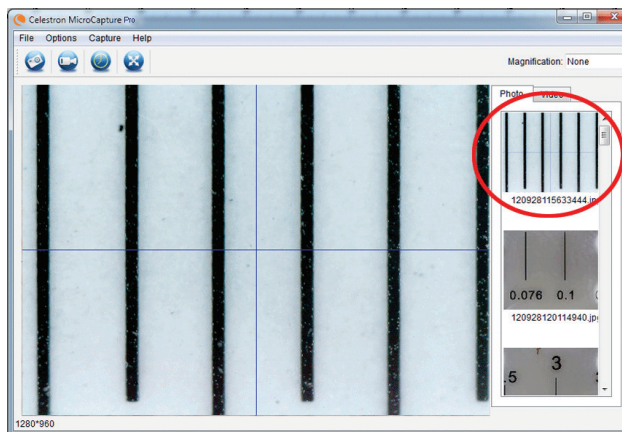 Celestron MicroCapture Pro
File Options Capture Help
Magnification: None
Photo Video
120928115633444.jpg
0.076 0.1
120928120114940.jpg
.5 3
1280*960